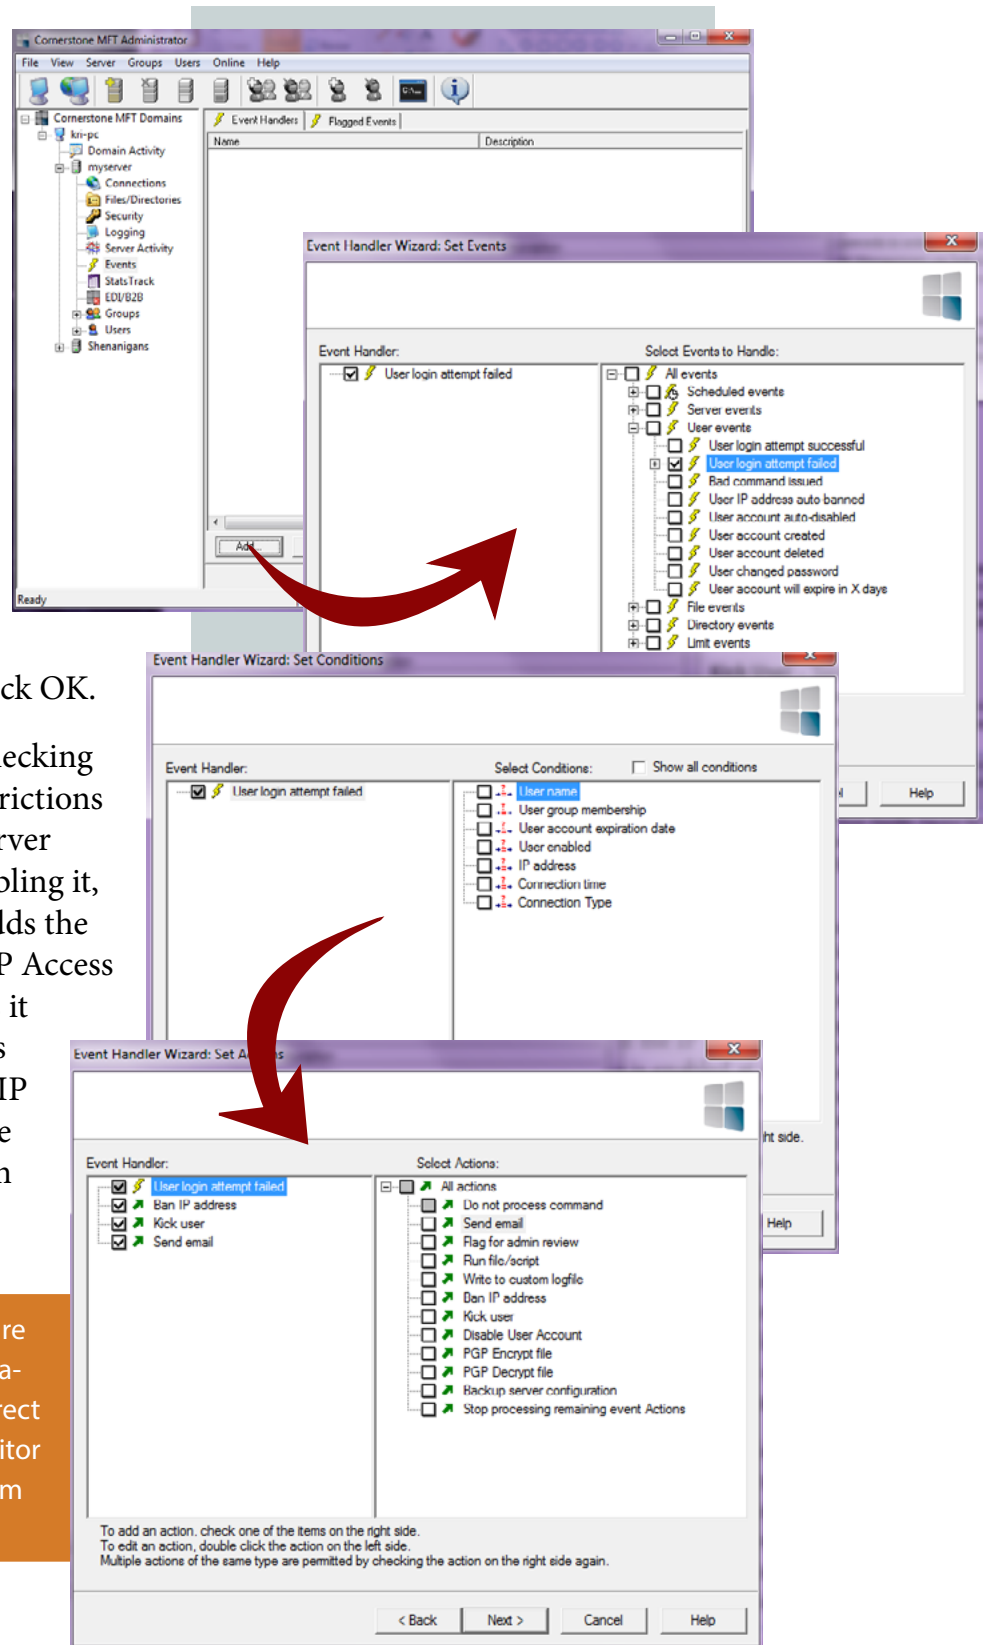 Cornerstone MFT Administrator
File View Server Groups Users Online Help
Cornerstone MFT Domains
kri-pc
Domain Activity
myserver
Connections
Files/Directories
Security
Logging
Server Activity
Events
StatsTrack
EDI/B2B
Groups
Users
Shenanigans
Event Handlers
Flagged Events
Name
Description
Add...
Ready
Event Handler Wizard: Set Events
Event Handler:
User login attempt failed
Select Events to Handle:
All events
Scheduled events
Server events
User events
User login attempt successful
User login attempt failed
Bad command issued
User IP address auto banned
User account auto-disabled
User account created
User account deleted
User changed password
User account will expire in X days
File events
Directory events
Limit events
Help
ck OK.
hecking
trictions
rver
bling it,
dds the
P Access
it
s
IP
e
n
Event Handler Wizard: Set Conditions
Event Handler:
User login attempt failed
Select Conditions:
Show all conditions
User name
User group membership
User account expiration date
User enabled
IP address
Connection time
Connection Type
ht side.
Help
Event Handler Wizard: Set Actions
Event Handler:
User login attempt failed
Ban IP address
Kick user
Send email
Select Actions:
All actions
Do not process command
Send email
Flag for admin review
Run file/script
Write to custom logfile
Ban IP address
Kick user
Disable User Account
PGP Encrypt file
PGP Decrypt file
Backup server configuration
Stop processing remaining event Actions
To add an action, check one of the items on the right side.
To edit an action, double click the action on the left side.
Multiple actions of the same type are permitted by checking the action on the right side again.
< Back
Next >
Cancel
Help
re
a-
rect
itor
m